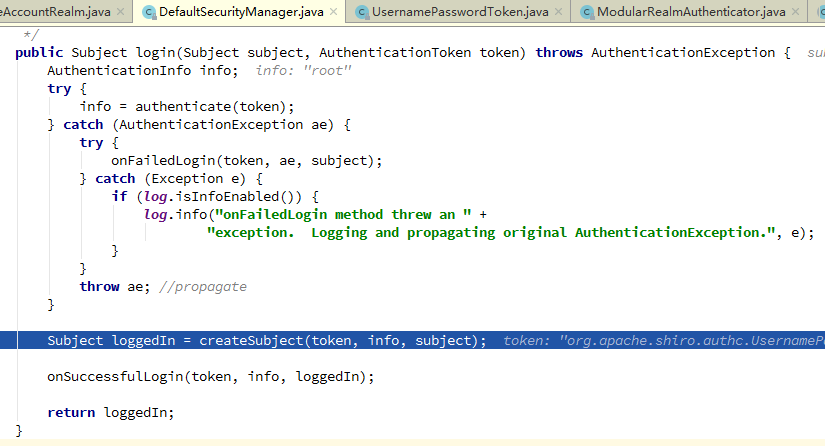 eAccountRealm.java × DefaultSecurityManager.java × UsernamePasswordToken.java × ModularRealmAuthenticator.java ×
*/
public Subject login(Subject subject, AuthenticationToken token) throws AuthenticationException { su
AuthenticationInfo info; info: "root"
try {
info = authenticate(token);
} catch (AuthenticationException ae) {
try {
onFailedLogin(token, ae, subject);
} catch (Exception e) {
if (log.isInfoEnabled()) {
log.info("onFailedLogin method threw an " +
"exception.  Logging and propagating original AuthenticationException.", e);
}
}
throw ae; //propagate
}
Subject loggedIn = createSubject(token, info, subject); token: "org.apache.shiro.authc.UsernamePa
onSuccessfulLogin(token, info, loggedIn);
return loggedIn;
}